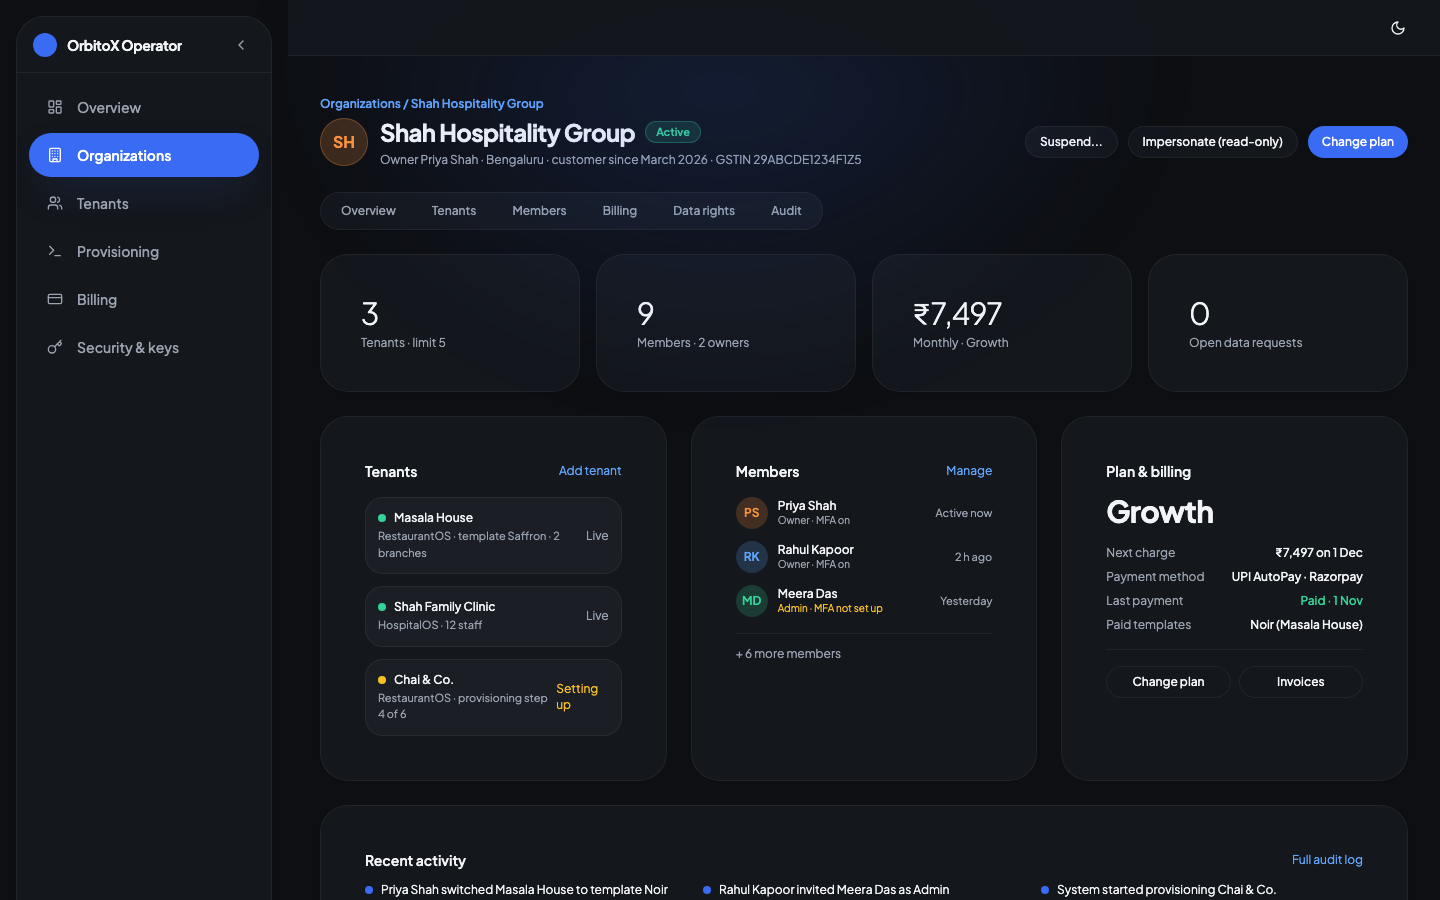 OrbitoX Operator
Overview
Organizations
Tenants
Provisioning
Billing
Security & keys
Organizations / Shah Hospitality Group
SH
Shah Hospitality Group
Active
Owner Priya Shah · Bengaluru · customer since March 2026 · GSTIN 29ABCDE1234F1Z5
Suspend...
Impersonate (read-only)
Change plan
Overview
Tenants
Members
Billing
Data rights
Audit
3
Tenants · limit 5
9
Members · 2 owners
₹7,497
Monthly · Growth
0
Open data requests
Tenants
Add tenant
Masala House
RestaurantOS · template Saffron · 2
branches
Live
Shah Family Clinic
HospitalOS · 12 staff
Live
Chai & Co.
RestaurantOS · provisioning step
4 of 6
Setting
up
Members
Manage
PS
Priya Shah
Owner · MFA on
Active now
RK
Rahul Kapoor
Owner · MFA on
2 h ago
MD
Meera Das
Admin · MFA not set up
Yesterday
+ 6 more members
Plan & billing
Growth
Next charge
₹7,497 on 1 Dec
Payment method
UPI AutoPay · Razorpay
Last payment
Paid · 1 Nov
Paid templates
Noir (Masala House)
Change plan
Invoices
Recent activity
Full audit log
Priya Shah switched Masala House to template Noir
Rahul Kapoor invited Meera Das as Admin
System started provisioning Chai & Co.